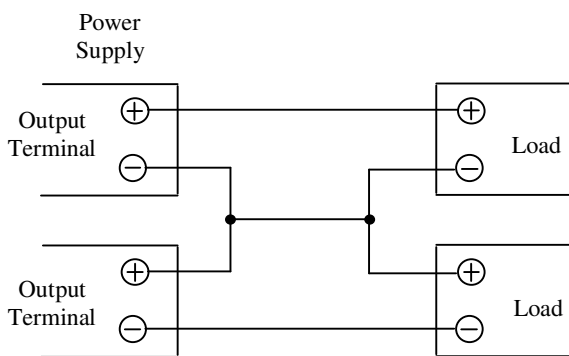 Power
Supply
+
+
Output
Terminal
Load
−
−
+
+
Output
Terminal
Load
−
−